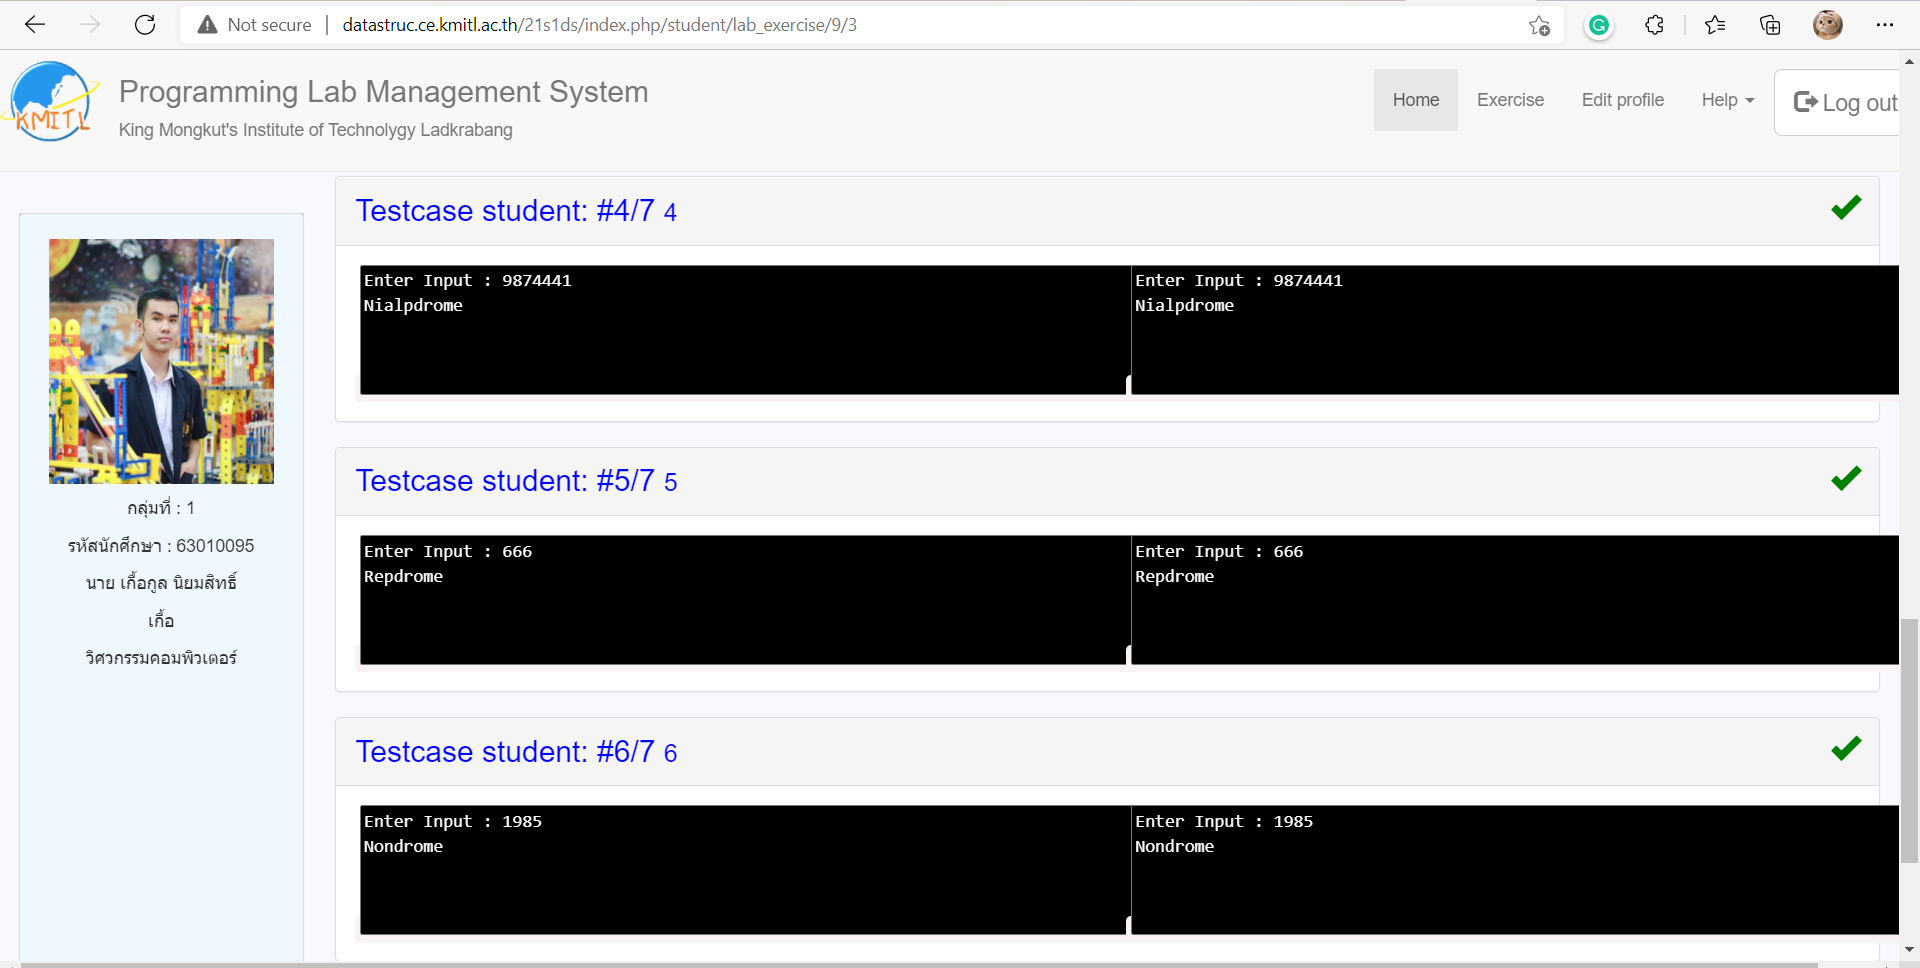 Not secure | datastruc.ce.kmitl.ac.th/21s1ds/index.php/student/lab_exercise/9/3
KMITL
Programming Lab Management System
King Mongkut's Institute of Technolygy Ladkrabang
Home Exercise Edit profile Help Log out
กลุ่มที่ : 1
รหัสนักศึกษา : 63010095
นาย เกื้อกูล นิยมสิทธิ์
เกื้อ
วิศวกรรมคอมพิวเตอร์
Testcase student: #4/7 4
Enter Input : 9874441
Nialpdrome
Enter Input : 9874441
Nialpdrome
Testcase student: #5/7 5
Enter Input : 666
Repdrome
Enter Input : 666
Repdrome
Testcase student: #6/7 6
Enter Input : 1985
Nondrome
Enter Input : 1985
Nondrome